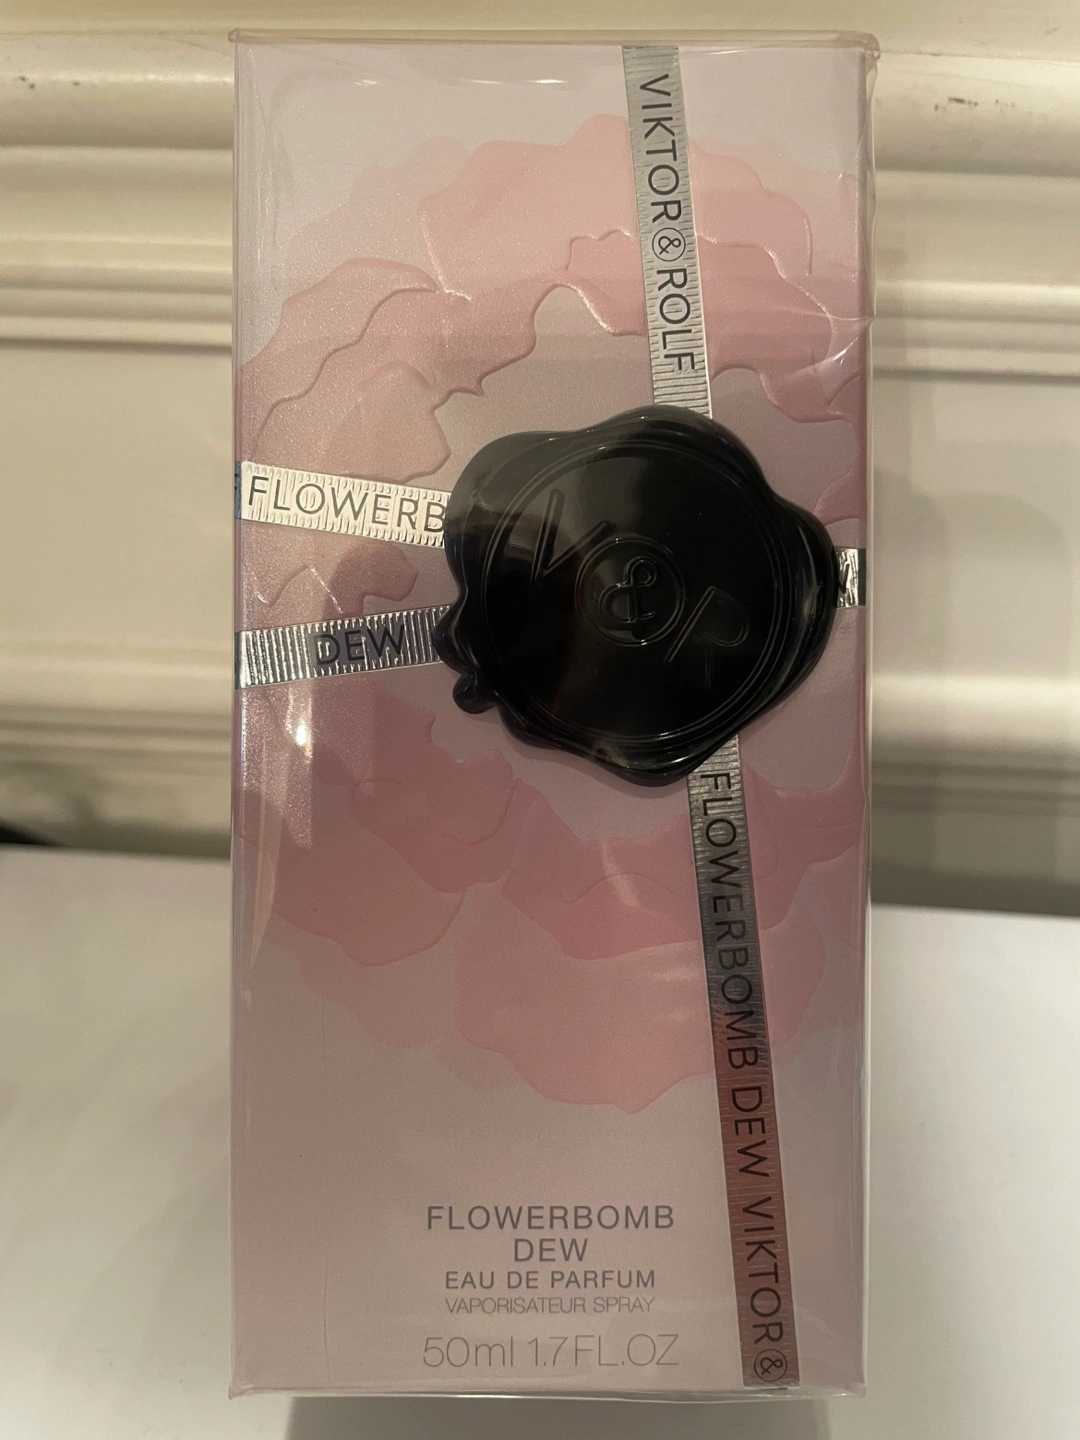 VIKTOR&ROLF
FLOWERB
DEW
V&R
FLOWERBOMB DEW VIKTOR&
FLOWERBOMB
DEW
EAU DE PARFUM
VAPORISATEUR SPRAY
50ml 1.7FL.OZ